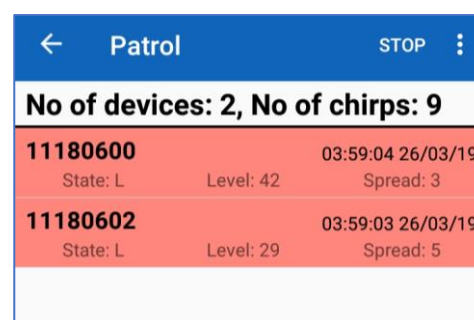 Patrol STOP
No of devices: 2, No of chirps: 9
11180600 03:59:04 26/03/19
State: L Level: 42 Spread: 3
11180602 03:59:03 26/03/19
State: L Level: 29 Spread: 5